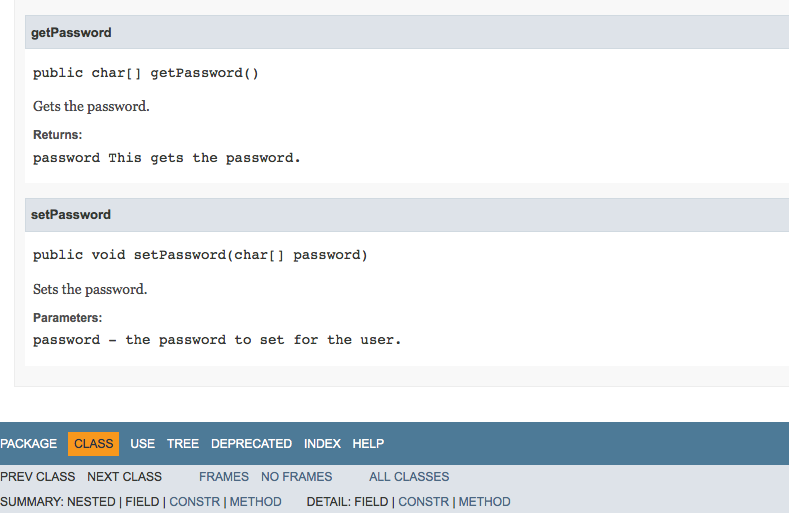 getPassword
public char[] getPassword()
Gets the password.
Returns:
password This gets the password.
setPassword
public void setPassword(char[] password)
Sets the password.
Parameters:
password - the password to set for the user.
PACKAGE CLASS USE TREE DEPRECATED INDEX HELP
PREV CLASS NEXT CLASS FRAMES NO FRAMES ALL CLASSES
SUMMARY: NESTED | FIELD | CONSTR | METHOD DETAIL: FIELD | CONSTR | METHOD